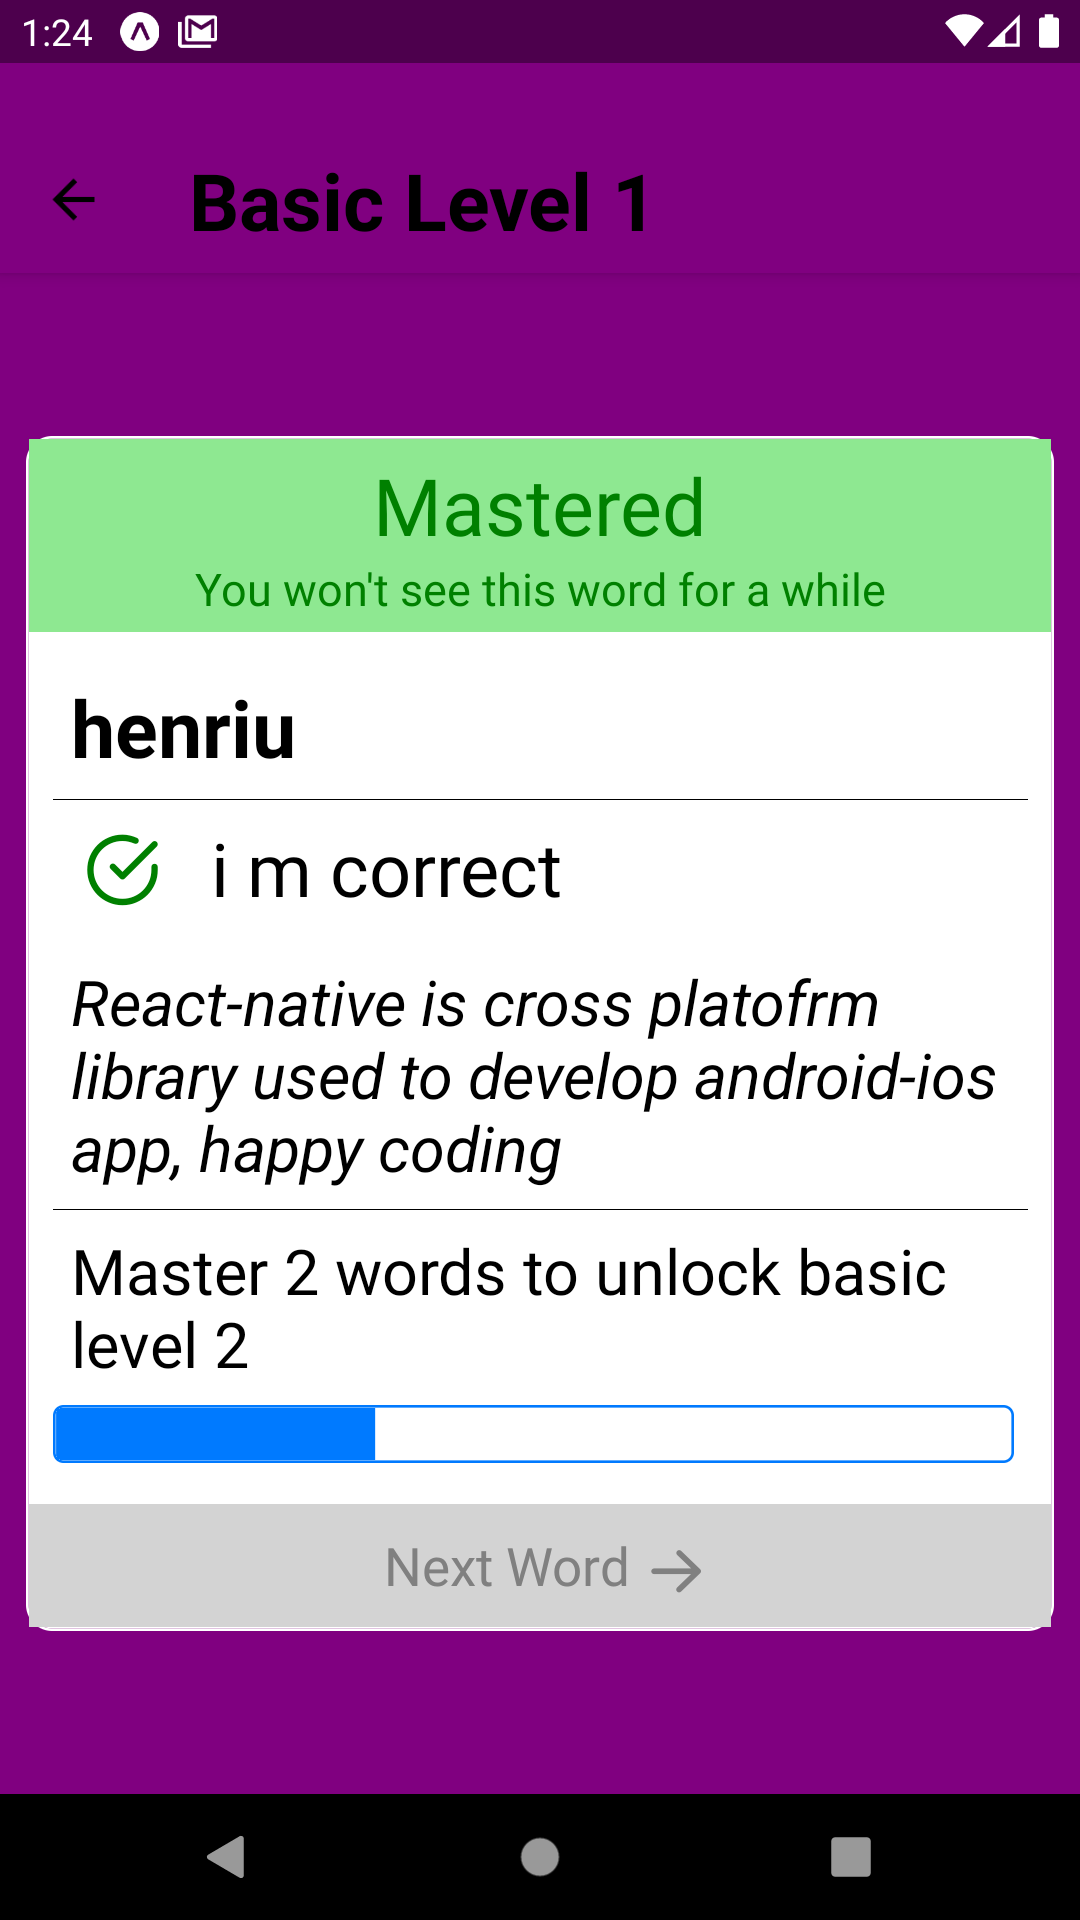 1:24
Basic Level 1
Mastered
You won't see this word for a while
henriu
i m correct
React-native is cross platofrm
library used to develop android-ios
app, happy coding
Master 2 words to unlock basic
level 2
Next Word